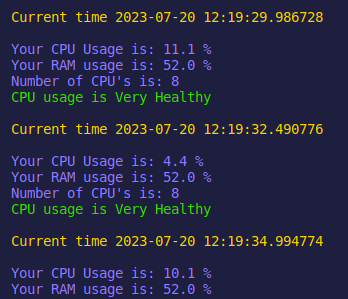 Current time 2023-07-20 12:19:29.986728
Your CPU Usage is: 11.1 %
Your RAM usage is: 52.0 %
Number of CPU's is: 8
CPU usage is Very Healthy
Current time 2023-07-20 12:19:32.490776
Your CPU Usage is: 4.4 %
Your RAM usage is: 52.0 %
Number of CPU's is: 8
CPU usage is Very Healthy
Current time 2023-07-20 12:19:34.994774
Your CPU Usage is: 10.1 %
Your RAM usage is: 52.0 %